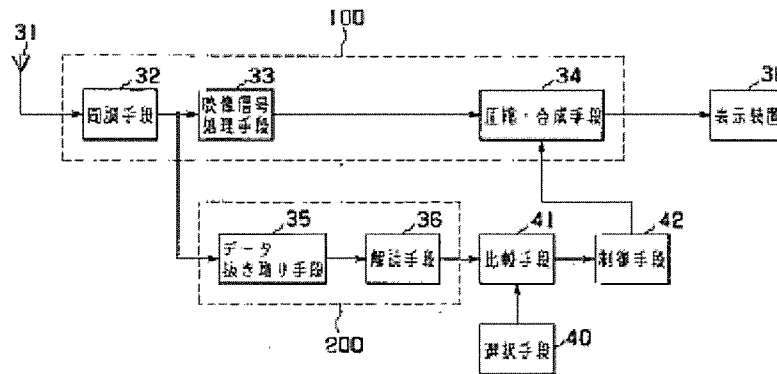 100
31
32
33
34
同調手段
映像信号
処理手段
圧縮・合成手段
表示装置
35
36
41
42
データ
抜き取り手段
解読手段
比較手段
制御手段
200
選択手段
40